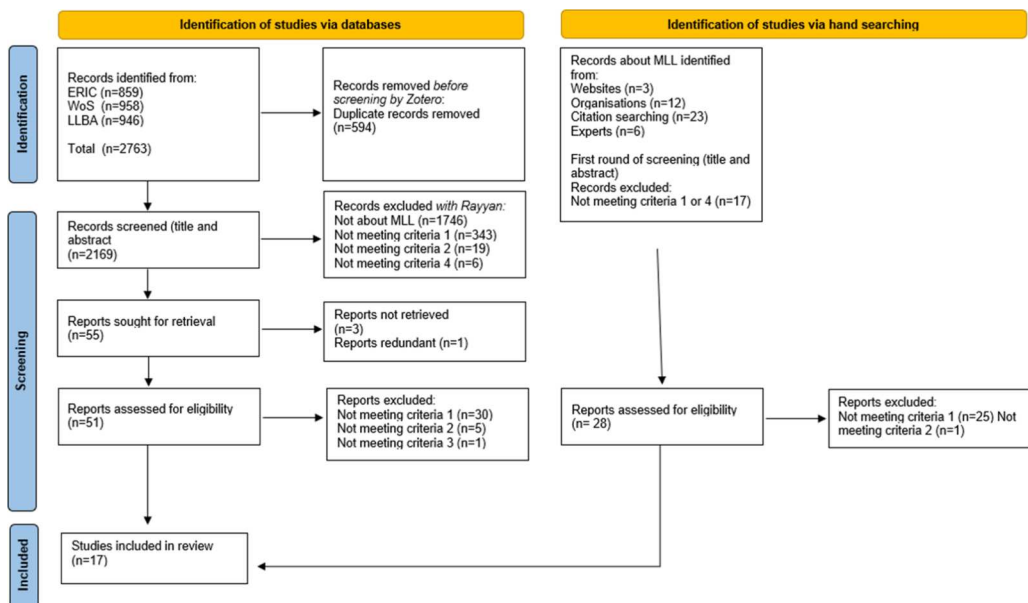 Identification of studies via databases
Identification of studies via hand searching
Identification
Records identified from:
ERIC (n=859)
WoS (n=958)
LLBA (n=946)
Total (n=2763)
Records removed before
screening by Zotero:
Duplicate records removed
(n=594)
Records about MLL identified
from:
Websites (n=3)
Organisations (n=12)
Citation searching (n=23)
Experts (n=6)
First round of screening (title and
abstract)
Records excluded:
Not meeting criteria 1 or 4 (n=17)
Screening
Records screened (title and
abstract
(n=2169)
Records excluded with Rayyan:
Not about MLL (n=1746)
Not meeting criteria 1 (n=343)
Not meeting criteria 2 (n=19)
Not meeting criteria 4 (n=6)
Reports sought for retrieval
(n=55)
Reports not retrieved
(n=3)
Reports redundant (n=1)
Reports assessed for eligibility
(n=51)
Reports excluded:
Not meeting criteria 1 (n=30)
Not meeting criteria 2 (n=5)
Not meeting criteria 3 (n=1)
Reports assessed for eligibility
(n= 28)
Reports excluded:
Not meeting criteria 1 (n=25) Not
meeting criteria 2 (n=1)
Included
Studies included in review
(n=17)